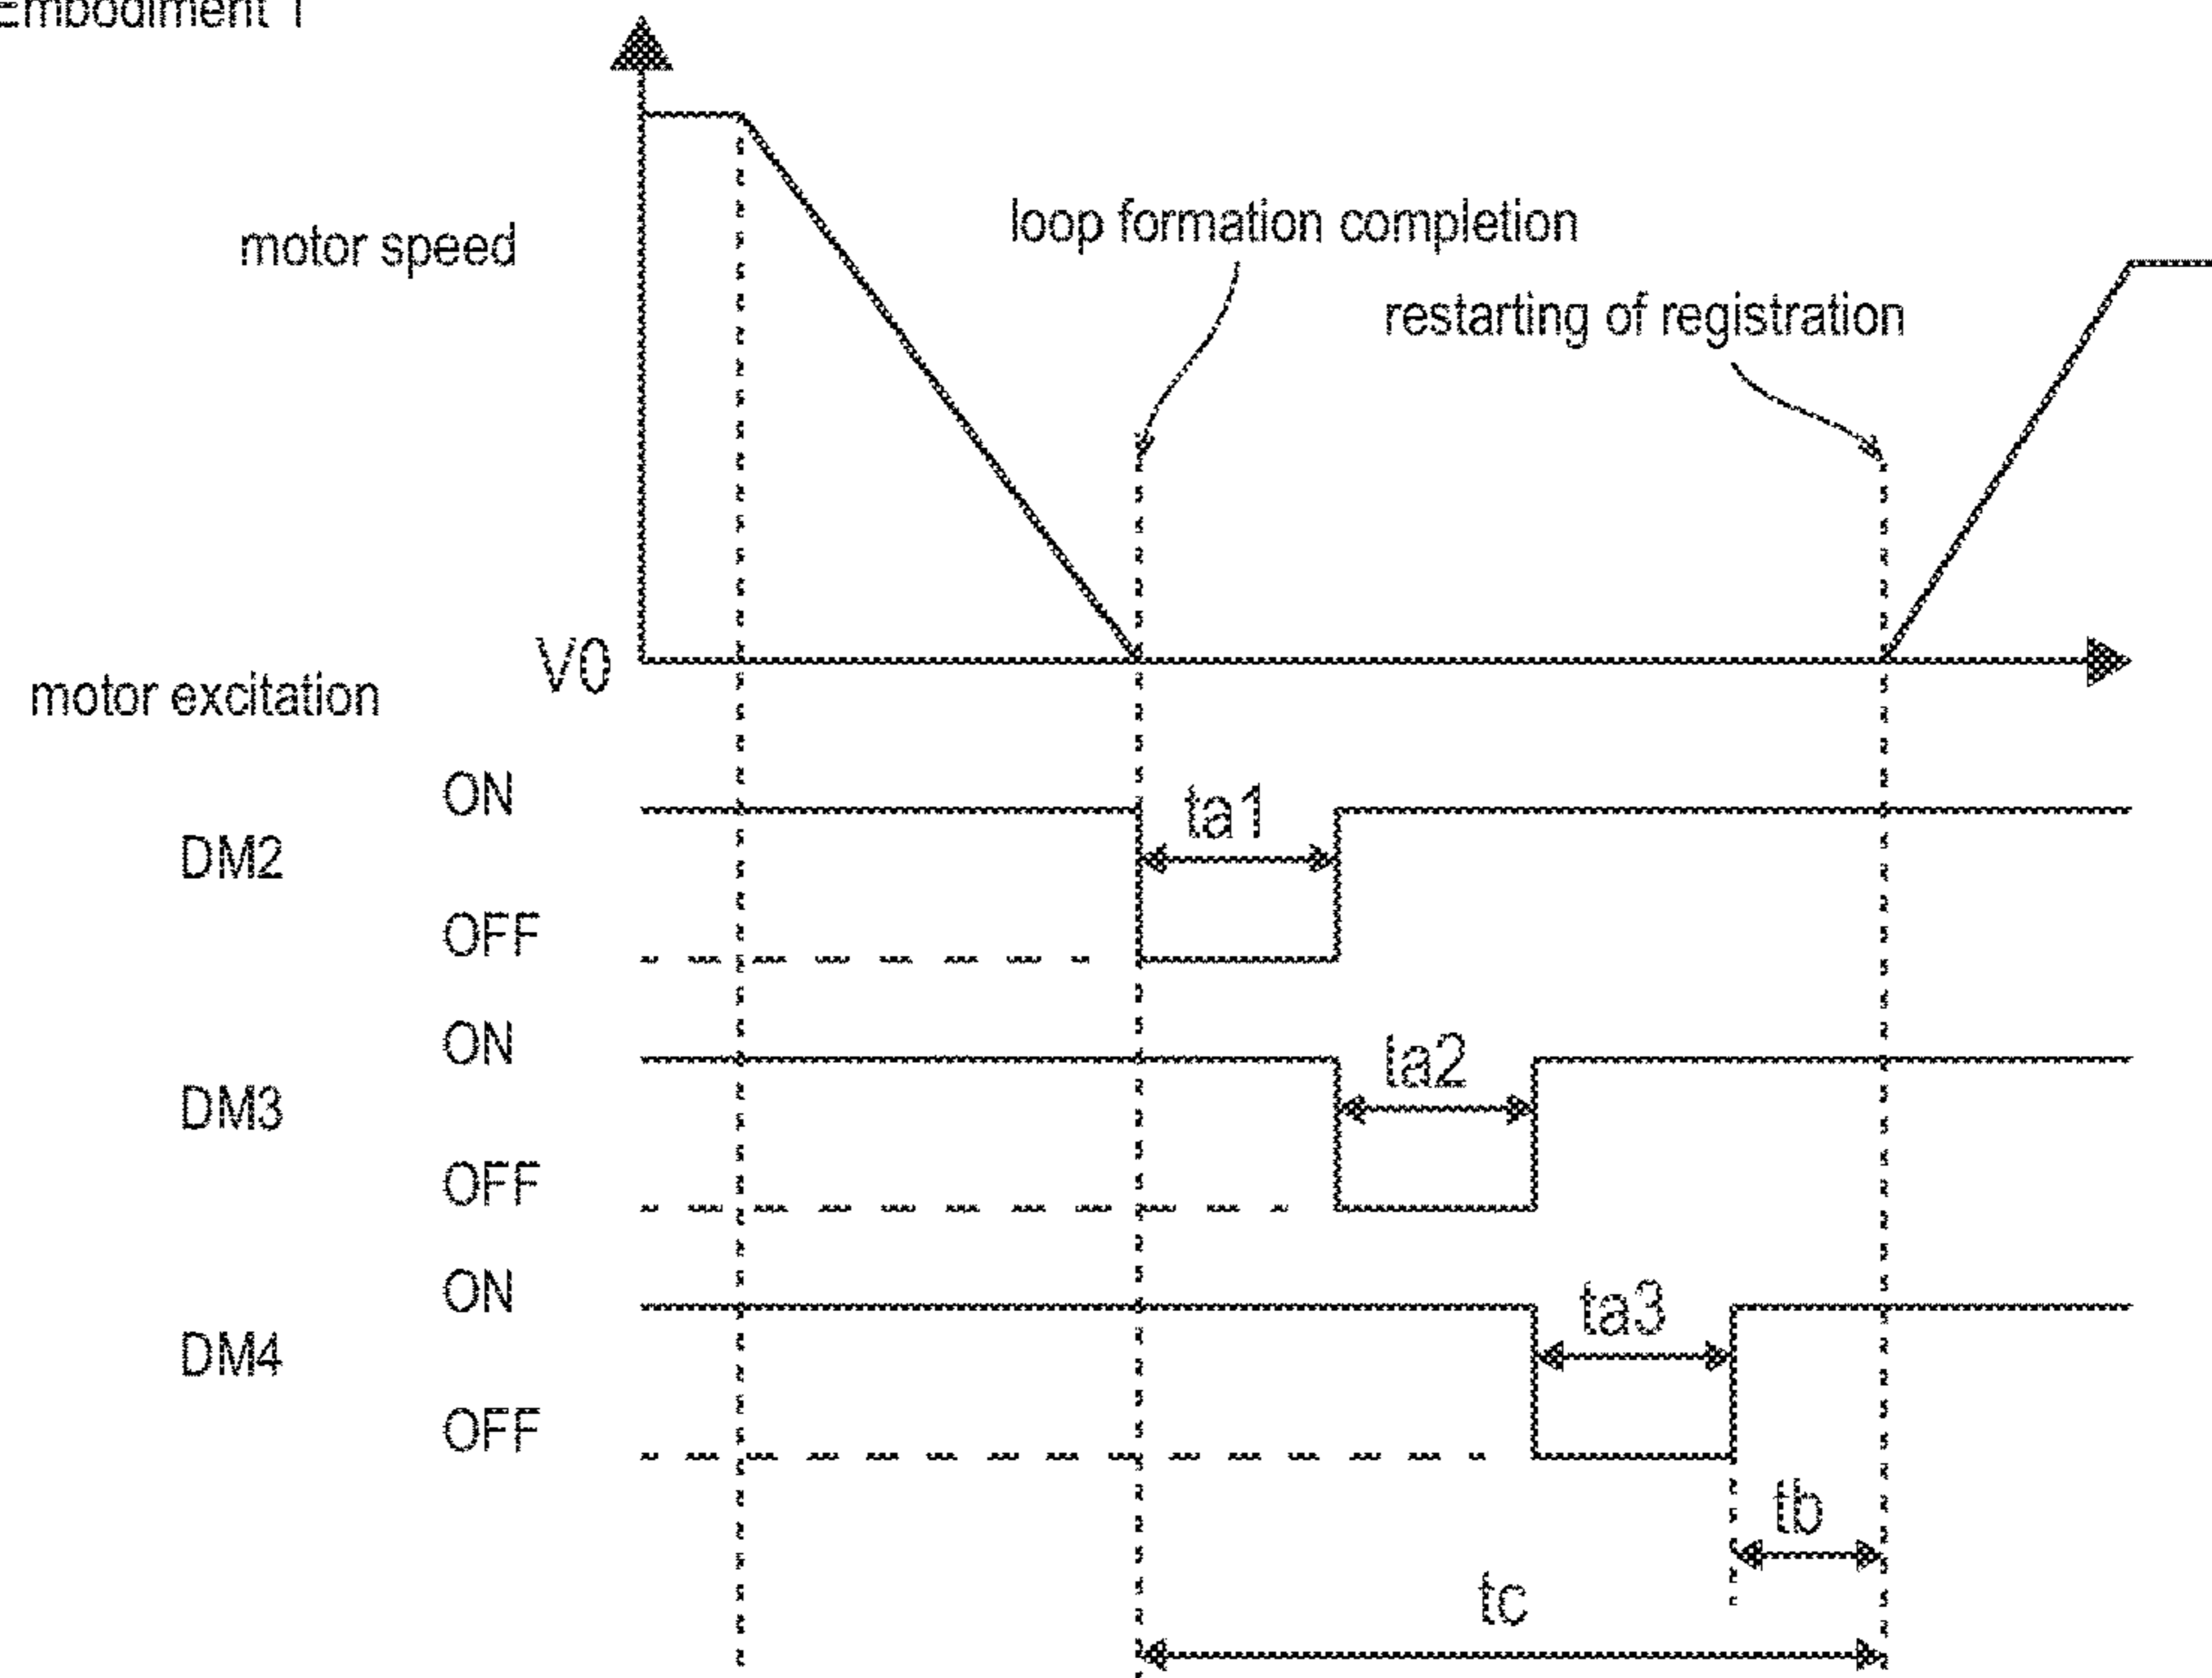 Embodiment 1
motor speed
loop formation completion
restarting of registration
V0
motor excitation
ON
DM2
ta1
OFF
ON
DM3
ta2
OFF
ON
DM4
ta3
OFF
tb
tc